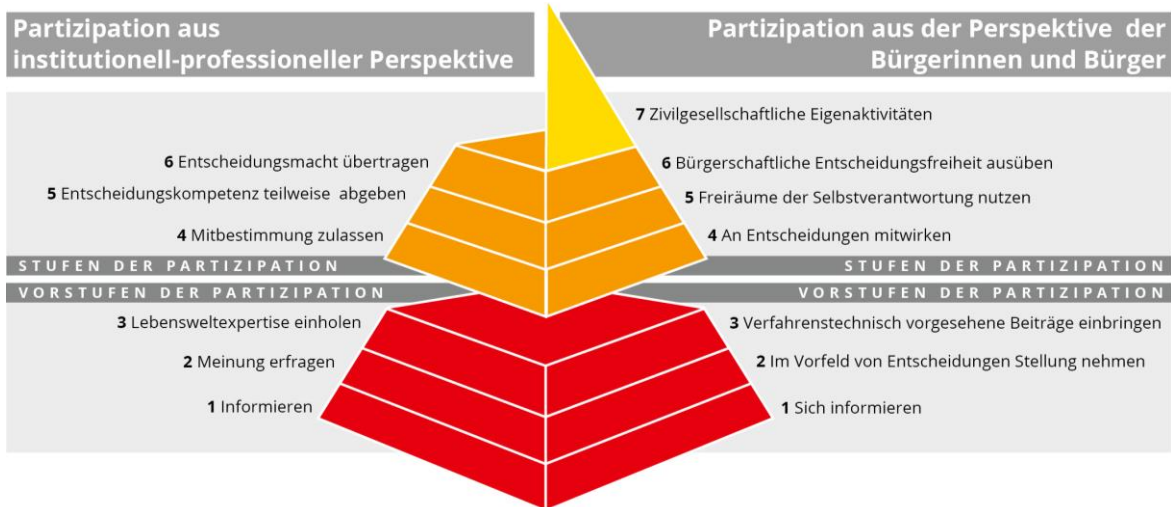 Partizipation aus
institutionell-professioneller Perspektive
Partizipation aus der Perspektive der
Bürgerinnen und Bürger
7 Zivilgesellschaftliche Eigenaktivitäten
6 Entscheidungsmacht übertragen
6 Bürgerschaftliche Entscheidungsfreiheit ausüben
5 Entscheidungskompetenz teilweise abgeben
5 Freiräume der Selbstverantwortung nutzen
4 Mitbestimmung zulassen
4 An Entscheidungen mitwirken
STUFEN DER PARTIZIPATION
STUFEN DER PARTIZIPATION
VORSTUFEN DER PARTIZIPATION
VORSTUFEN DER PARTIZIPATION
3 Lebensweltexpertise einholen
3 Verfahrenstechnisch vorgesehene Beiträge einbringen
2 Meinung erfragen
2 Im Vorfeld von Entscheidungen Stellung nehmen
1 Informieren
1 Sich informieren